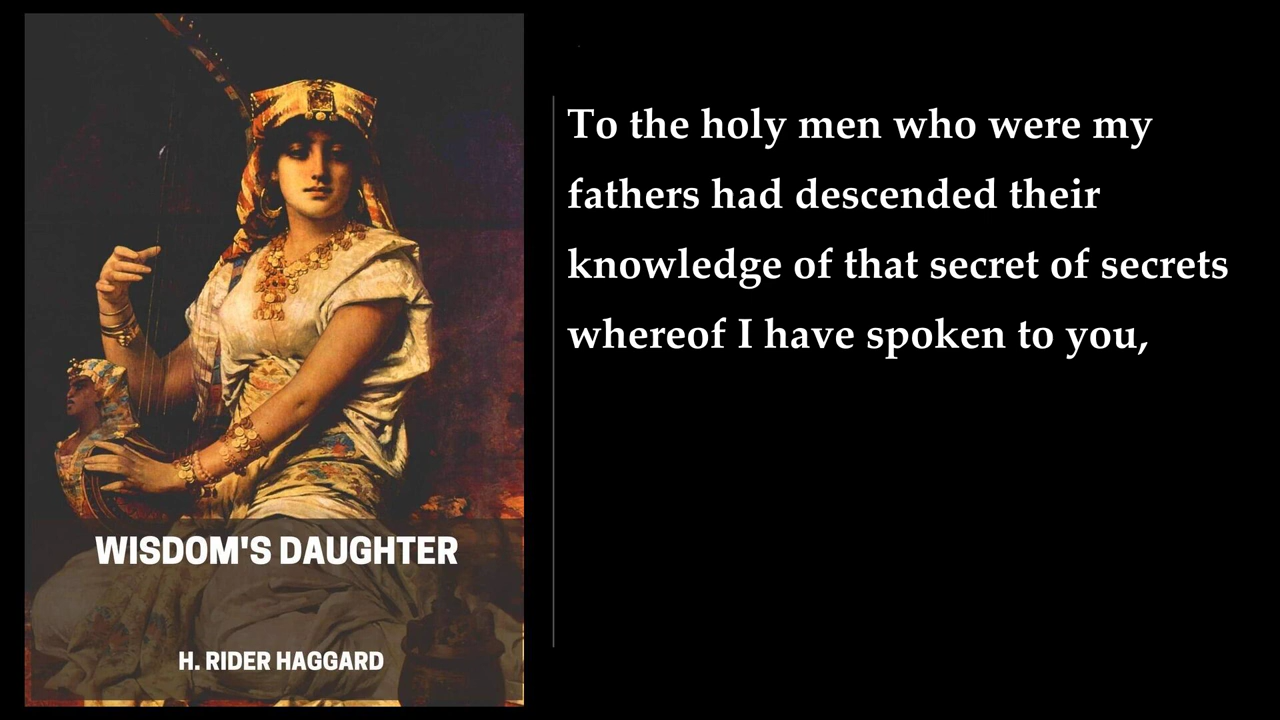 WISDOM'S DAUGHTER
H. RIDER HAGGARD
To the holy men who were my
fathers had descended their
knowledge of that secret of secrets
whereof I have spoken to you,